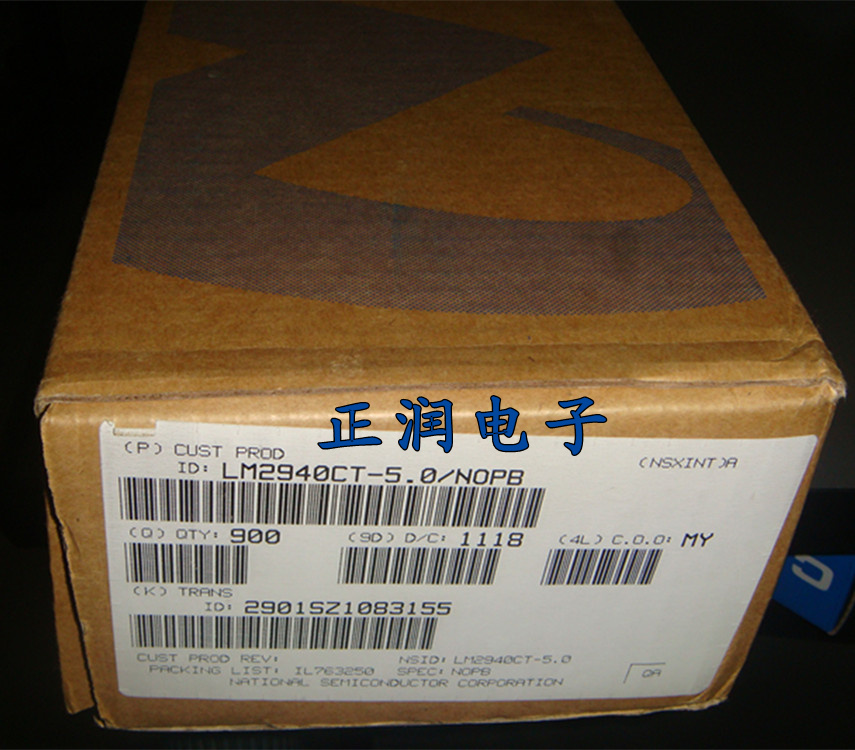 正润电子
(P) CUST PROD
(NSXINT)A
ID: LM2940CT-5.0/NOPB
(Q) QTY: 900 (9D) D/C: 1118 (4L) C.O.O: MY
(K) TRANS
ID: 2901SZ1083155
CUST PROD REV: NSID: LM2940CT-5.0
PACKING LIST: IL763250 SPEC: NOPB
QA
NATIONAL SEMICONDUCTOR CORPORATION